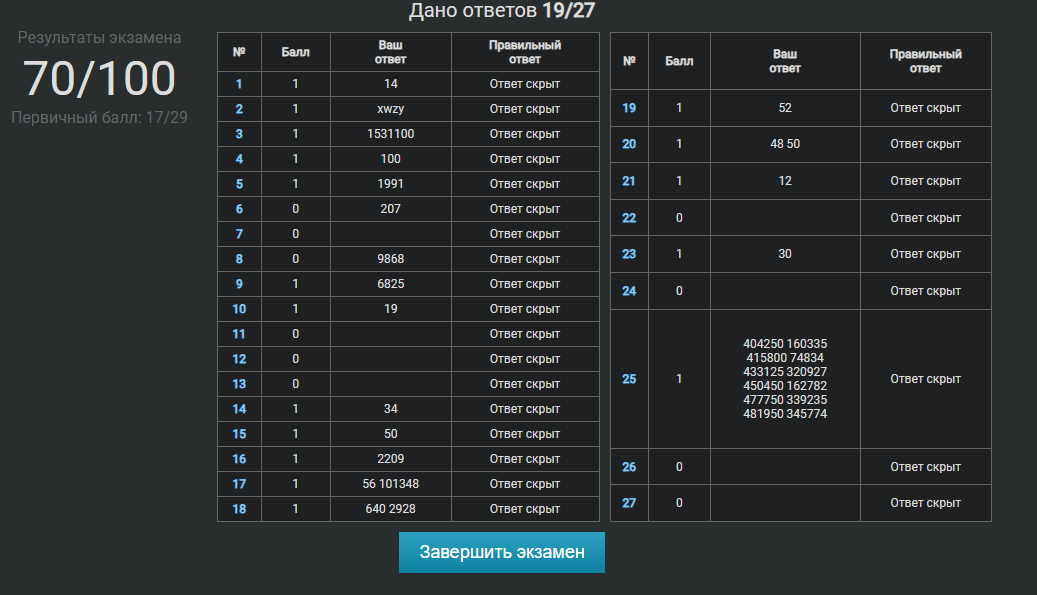 Дано ответов 19/27
Результаты экзамена
70/100
Первичный балл: 17/29
№ Балл Ваш ответ Правильный ответ
1 1 14 Ответ скрыт
2 1 xwzy Ответ скрыт
3 1 1531100 Ответ скрыт
4 1 100 Ответ скрыт
5 1 1991 Ответ скрыт
6 0 207 Ответ скрыт
7 0 Ответ скрыт
8 0 9868 Ответ скрыт
9 1 6825 Ответ скрыт
10 1 19 Ответ скрыт
11 0 Ответ скрыт
12 0 Ответ скрыт
13 0 Ответ скрыт
14 1 34 Ответ скрыт
15 1 50 Ответ скрыт
16 1 2209 Ответ скрыт
17 1 56 101348 Ответ скрыт
18 1 640 2928 Ответ скрыт
№ Балл Ваш ответ Правильный ответ
19 1 52 Ответ скрыт
20 1 48 50 Ответ скрыт
21 1 12 Ответ скрыт
22 0 Ответ скрыт
23 1 30 Ответ скрыт
24 0 Ответ скрыт
404250 160335
415800 74834
433125 320927
25 1 450450 162782 Ответ скрыт
477750 339235
481950 345774
26 0 Ответ скрыт
27 0 Ответ скрыт
Завершить экзамен